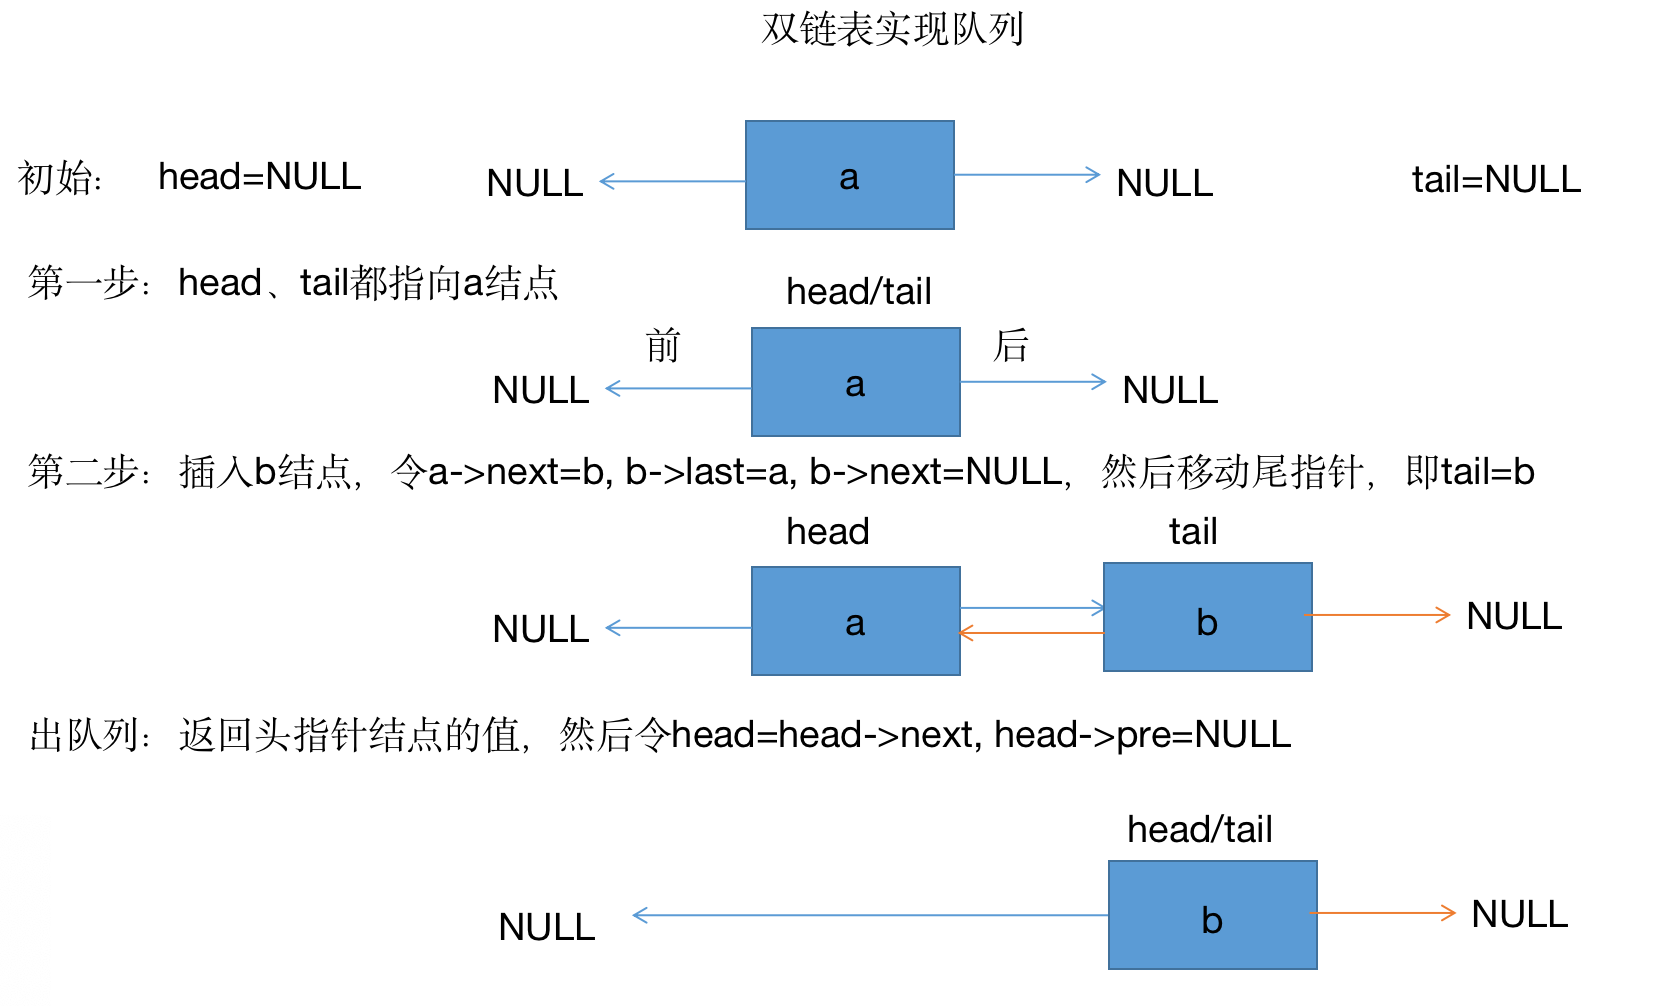 双链表实现队列
初始： head=NULL NULL a NULL tail=NULL
第一步：head、tail都指向a结点
head/tail
前 后
NULL a NULL
第二步：插入b结点，令a->next=b, b->last=a, b->next=NULL，然后移动尾指针，即tail=b
head tail
NULL a b NULL
出队列：返回头指针结点的值，然后令head=head->next, head->pre=NULL
head/tail
NULL b NULL